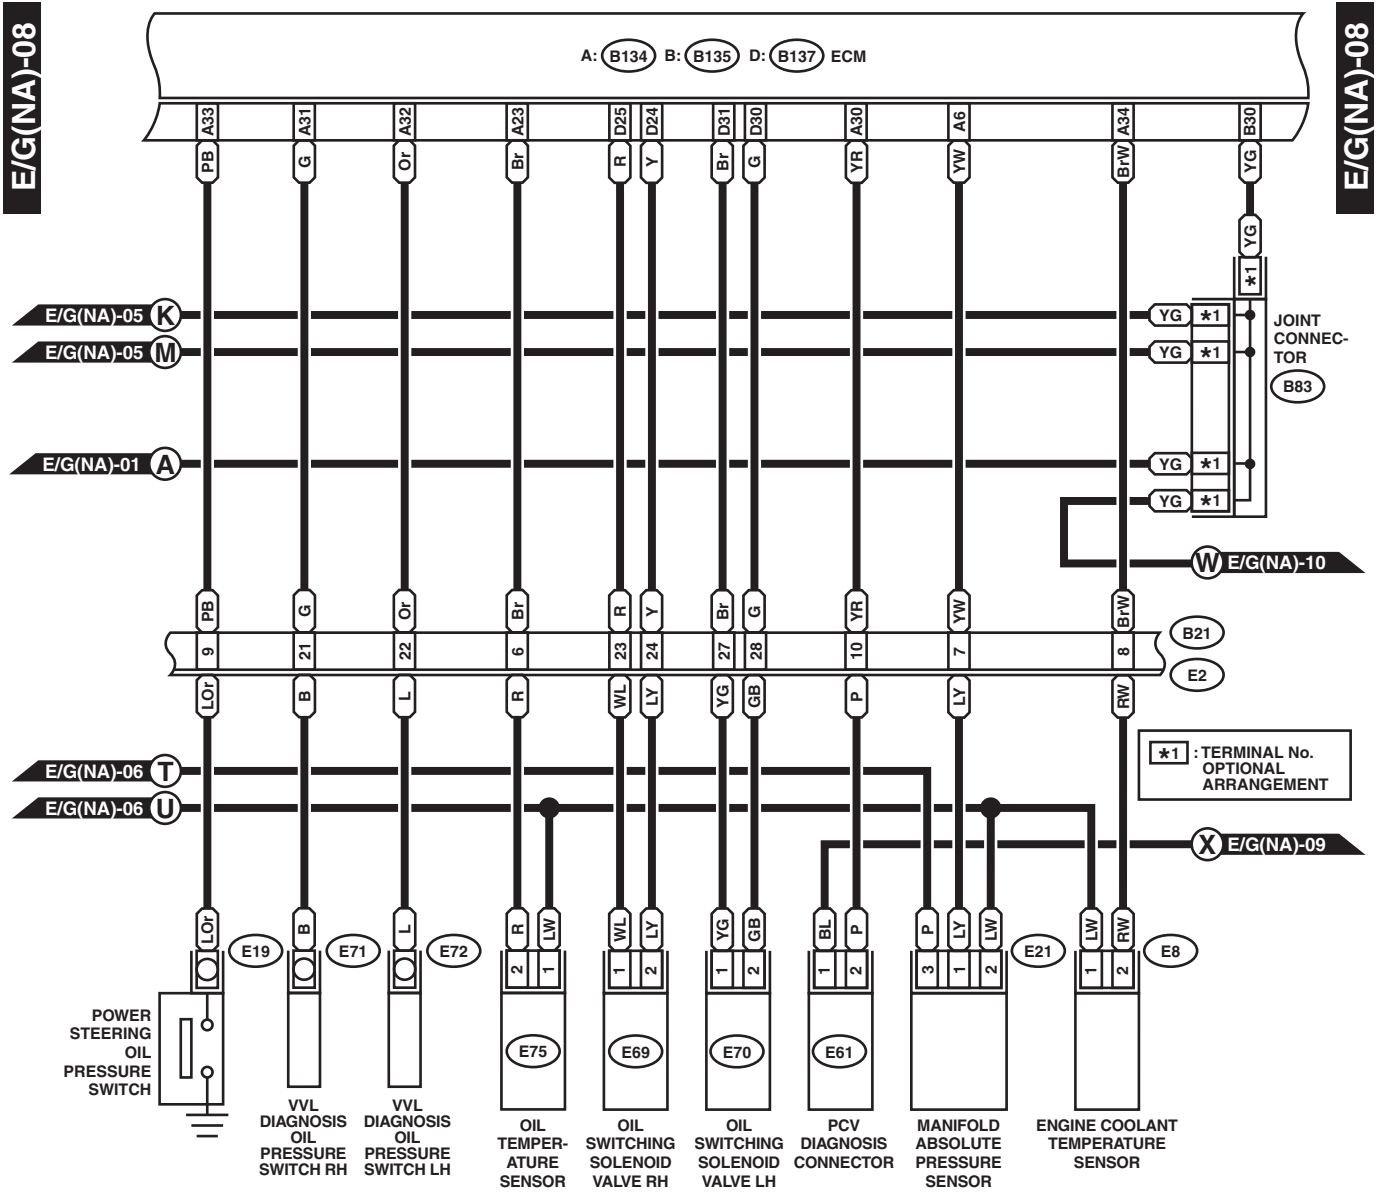 E/G(NA)-08
E/G(NA)-08
A: B134 B: B135 D: B137 ECM
A33 A31 A32 A23 D25 D24 D31 D30 A30 A6 A34 B30
PB G Or Br R Y Br G YR YW BrW YG
YG
*1
E/G(NA)-05 K YG *1
JOINT
CONNEC-
TOR
B83
E/G(NA)-05 M YG *1
E/G(NA)-01 A YG *1
YG *1
W E/G(NA)-10
PB G Or Br R Y Br G YR YW BrW
B21
9 21 22 6 23 24 27 28 10 7 8
E2
LOr B L R WL LY YG GB P LY RW
*1 : TERMINAL No.
OPTIONAL
ARRANGEMENT
E/G(NA)-06 T
E/G(NA)-06 U
X E/G(NA)-09
LOr B L R LW WL LY YG GB BL P P LY LW LW RW
E19 E71 E72 E21 E8
2 1 1 2 1 2 1 2 3 1 2 1 2
E75 E69 E70 E61
POWER
STEERING
OIL
PRESSURE
SWITCH
VVL
DIAGNOSIS
OIL
PRESSURE
SWITCH RH
VVL
DIAGNOSIS
OIL
PRESSURE
SWITCH LH
OIL
TEMPER-
ATURE
SENSOR
OIL
SWITCHING
SOLENOID
VALVE RH
OIL
SWITCHING
SOLENOID
VALVE LH
PCV
DIAGNOSIS
CONNECTOR
MANIFOLD
ABSOLUTE
PRESSURE
SENSOR
ENGINE COOLANT
TEMPERATURE
SENSOR